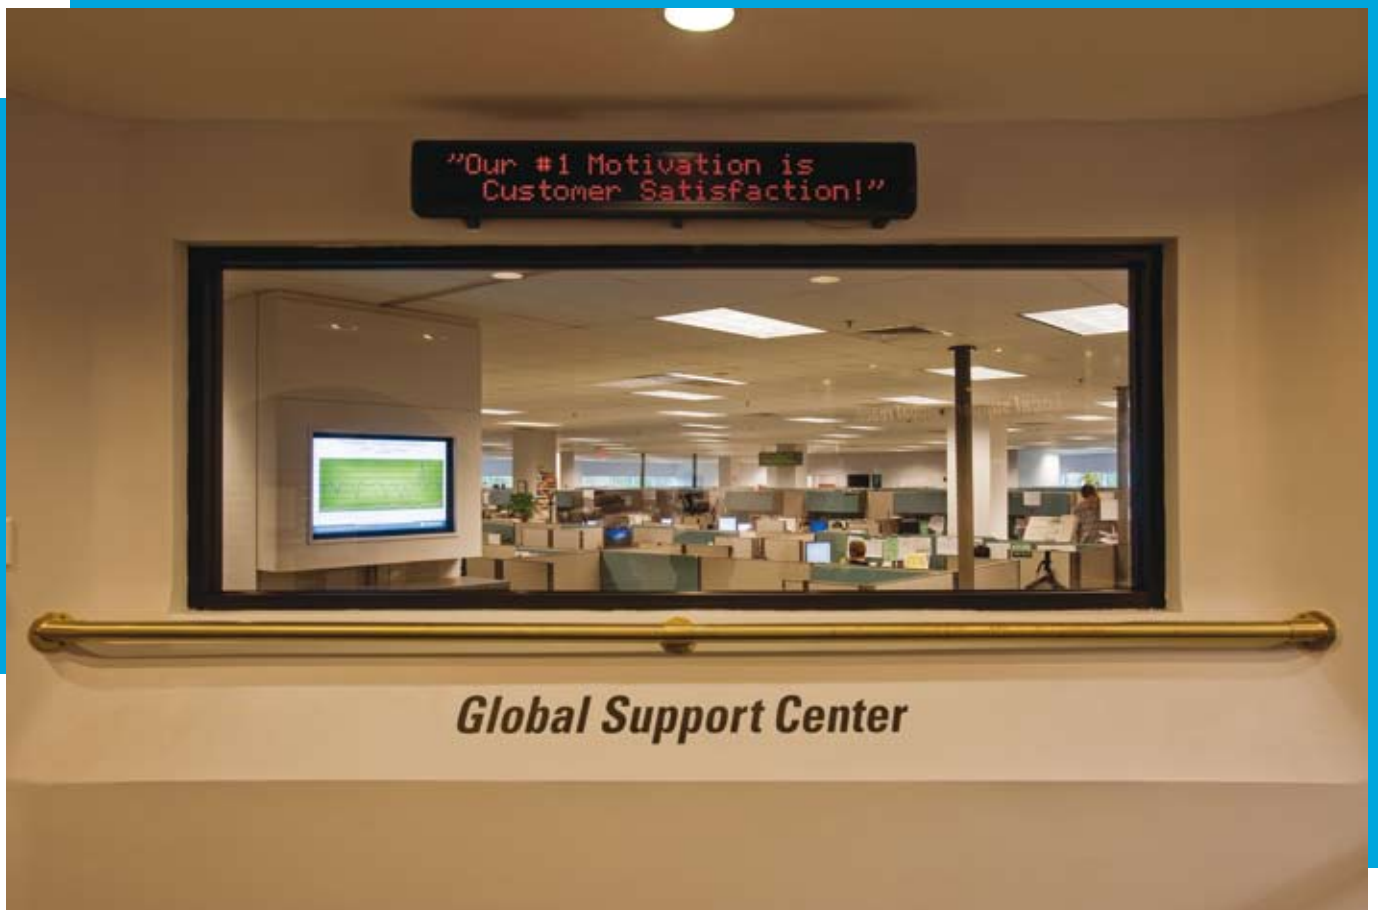 ”Our #1 Motivation is
Customer Satisfaction!”
Global Support Center